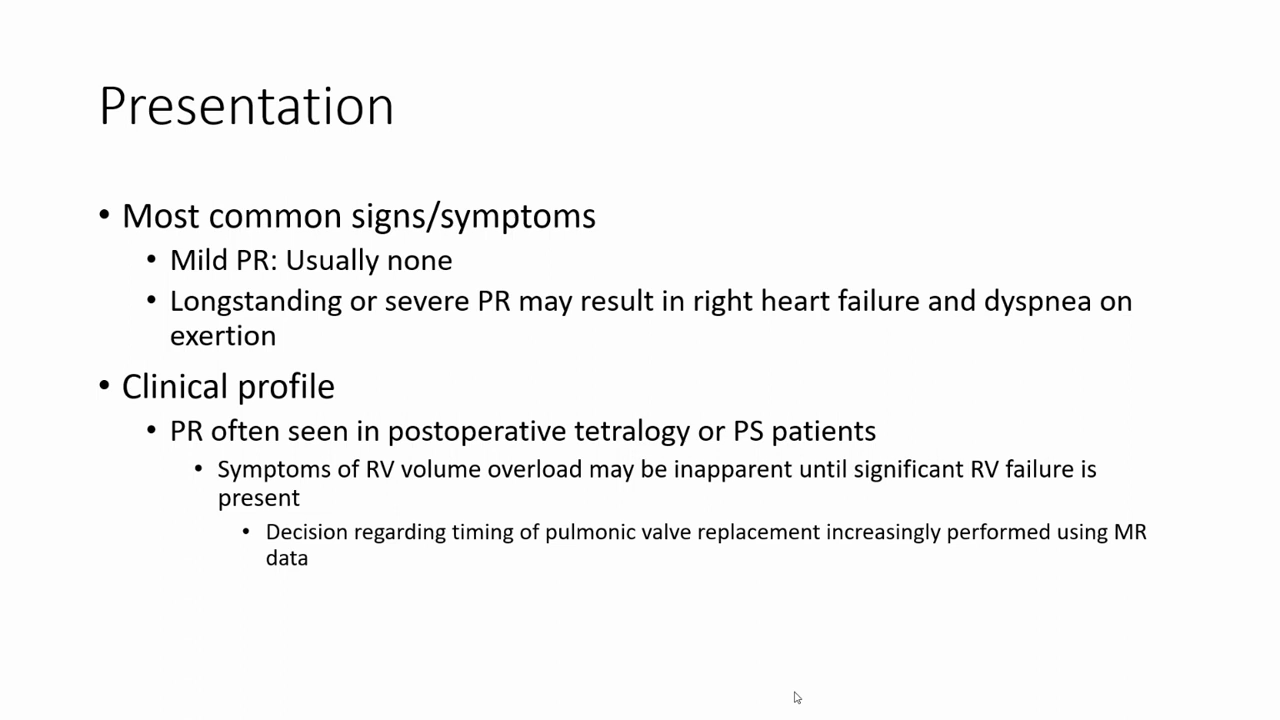 Presentation
• Most common signs/symptoms
• Mild PR: Usually none
• Longstanding or severe PR may result in right heart failure and dyspnea on
exertion
• Clinical profile
• PR often seen in postoperative tetralogy or PS patients
• Symptoms of RV volume overload may be inapparent until significant RV failure is
present
• Decision regarding timing of pulmonic valve replacement increasingly performed using MR
data